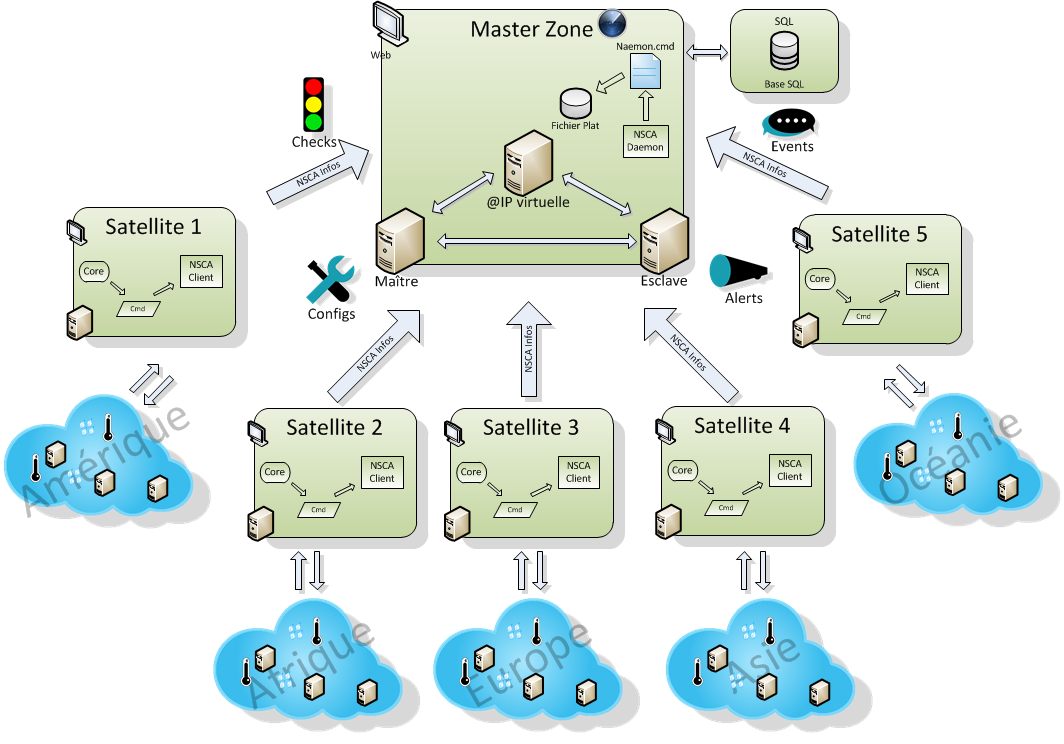 Master Zone
Web
Naemon.cmd
Fichier Plat
NSCA
Daemon
@IP virtuelle
Maître
Esclave
SQL
Base SQL
Checks
NSCA Infos
Events
NSCA Infos
Configs
Alerts
NSCA Infos
NSCA Infos
NSCA Infos
Satellite 1
Core
Cmd
NSCA
Client
Satellite 5
Core
Cmd
NSCA
Client
Amérique
Océanie
Satellite 2
Core
Cmd
NSCA
Client
Satellite 3
Core
Cmd
NSCA
Client
Satellite 4
Core
Cmd
NSCA
Client
Afrique
Europe
Asie